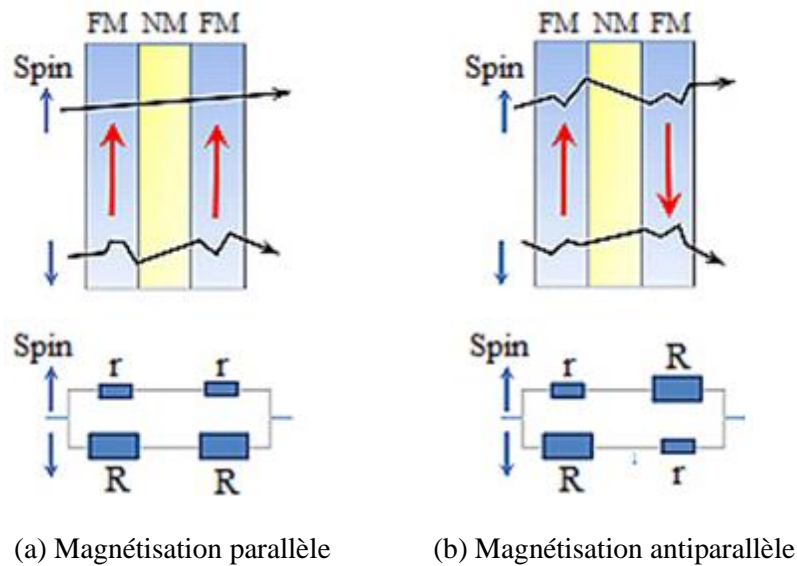 FM NM FM
Spin
r r
Spin
R R
(a) Magnétisation parallèle
FM NM FM
Spin
Spin
r R
R r
(b) Magnétisation antiparallèle